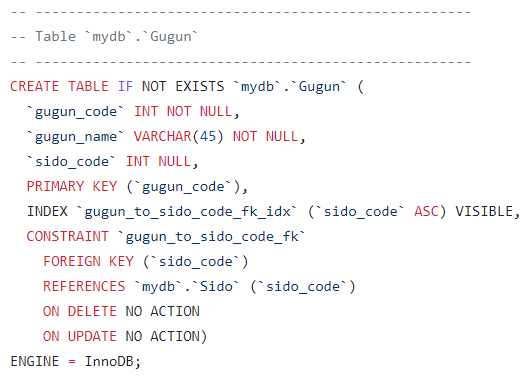 -- -----------------------------------------------------
-- Table `mydb`.`Gugun`
-- -----------------------------------------------------
CREATE TABLE IF NOT EXISTS `mydb`.`Gugun` (
  `gugun_code` INT NOT NULL,
  `gugun_name` VARCHAR(45) NOT NULL,
  `sido_code` INT NULL,
  PRIMARY KEY (`gugun_code`),
  INDEX `gugun_to_sido_code_fk_idx` (`sido_code` ASC) VISIBLE,
  CONSTRAINT `gugun_to_sido_code_fk`
    FOREIGN KEY (`sido_code`)
    REFERENCES `mydb`.`Sido` (`sido_code`)
    ON DELETE NO ACTION
    ON UPDATE NO ACTION)
ENGINE = InnoDB;